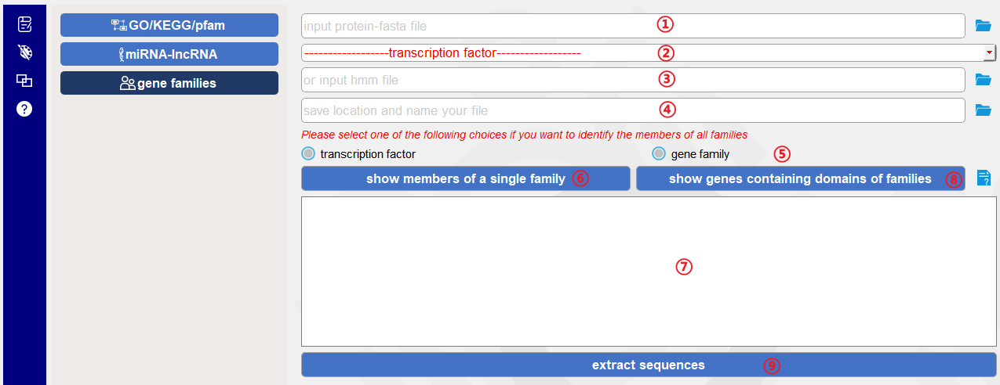 GO/KEGG/pfam
miRNA-lncRNA
gene families
input protein-fasta file ①
------------------transcription factor------------------ ②
or input hmm file ③
save location and name your file ④
Please select one of the following choices if you want to identify the members of all families
transcription factor gene family ⑤
show members of a single family ⑥ show genes containing domains of families ⑧ ?
⑦
extract sequences ⑨
?